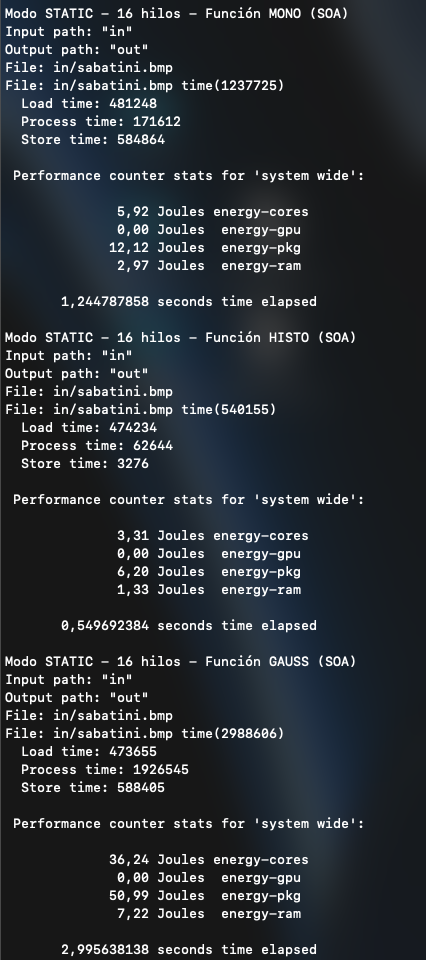 Modo STATIC – 16 hilos – Función MONO (SOA)
Input path: "in"
Output path: "out"
File: in/sabatini.bmp
File: in/sabatini.bmp time(1237725)
Load time: 481248
Process time: 171612
Store time: 584864
Performance counter stats for 'system wide':
5,92 Joules energy-cores
0,00 Joules energy-gpu
12,12 Joules energy-pkg
2,97 Joules energy-ram
1,244787858 seconds time elapsed
Modo STATIC – 16 hilos – Función HISTO (SOA)
Input path: "in"
Output path: "out"
File: in/sabatini.bmp
File: in/sabatini.bmp time(540155)
Load time: 474234
Process time: 62644
Store time: 3276
Performance counter stats for 'system wide':
3,31 Joules energy-cores
0,00 Joules energy-gpu
6,20 Joules energy-pkg
1,33 Joules energy-ram
0,549692384 seconds time elapsed
Modo STATIC – 16 hilos – Función GAUSS (SOA)
Input path: "in"
Output path: "out"
File: in/sabatini.bmp
File: in/sabatini.bmp time(2988606)
Load time: 473655
Process time: 1926545
Store time: 588405
Performance counter stats for 'system wide':
36,24 Joules energy-cores
0,00 Joules energy-gpu
50,99 Joules energy-pkg
7,22 Joules energy-ram
2,995638138 seconds time elapsed